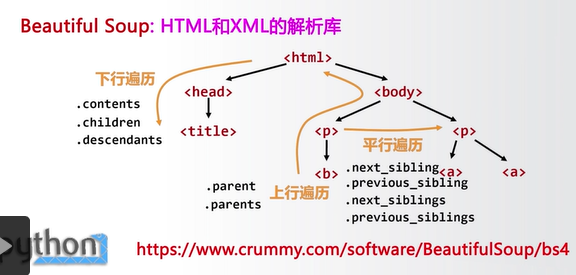 Beautiful Soup: HTML和XML的解析库
<html>
下行遍历
<head>
<body>
.contents
.children
.descendants
<title>
<p>
平行遍历
<p>
<b>
.next_sibling
.previous_sibling
.next_siblings
.previous_siblings
<a>
<a>
.parent
.parents
上行遍历
python
https://www.crummy.com/software/BeautifulSoup/bs4